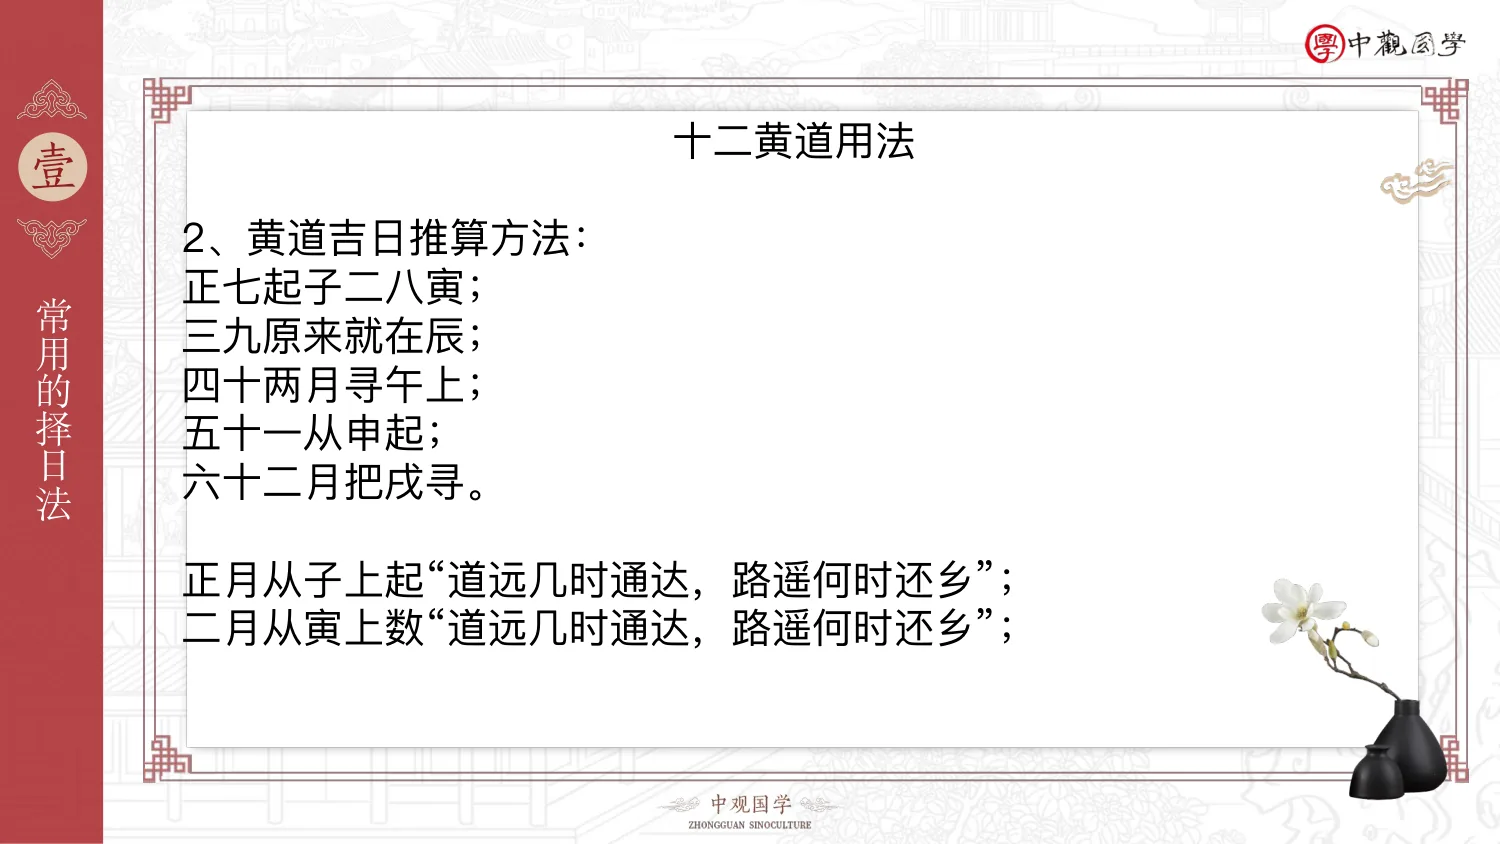 學中觀国學
壹
常用的择日法
十二黄道用法
2、黄道吉日推算方法：
正七起子二八寅；
三九原来就在辰；
四十两月寻午上；
五十一从申起；
六十二月把戌寻。
正月从子上起“道远几时通达，路遥何时还乡”；
二月从寅上数“道远几时通达，路遥何时还乡”；
中观国学
ZHONGGUAN SINOCULTURE